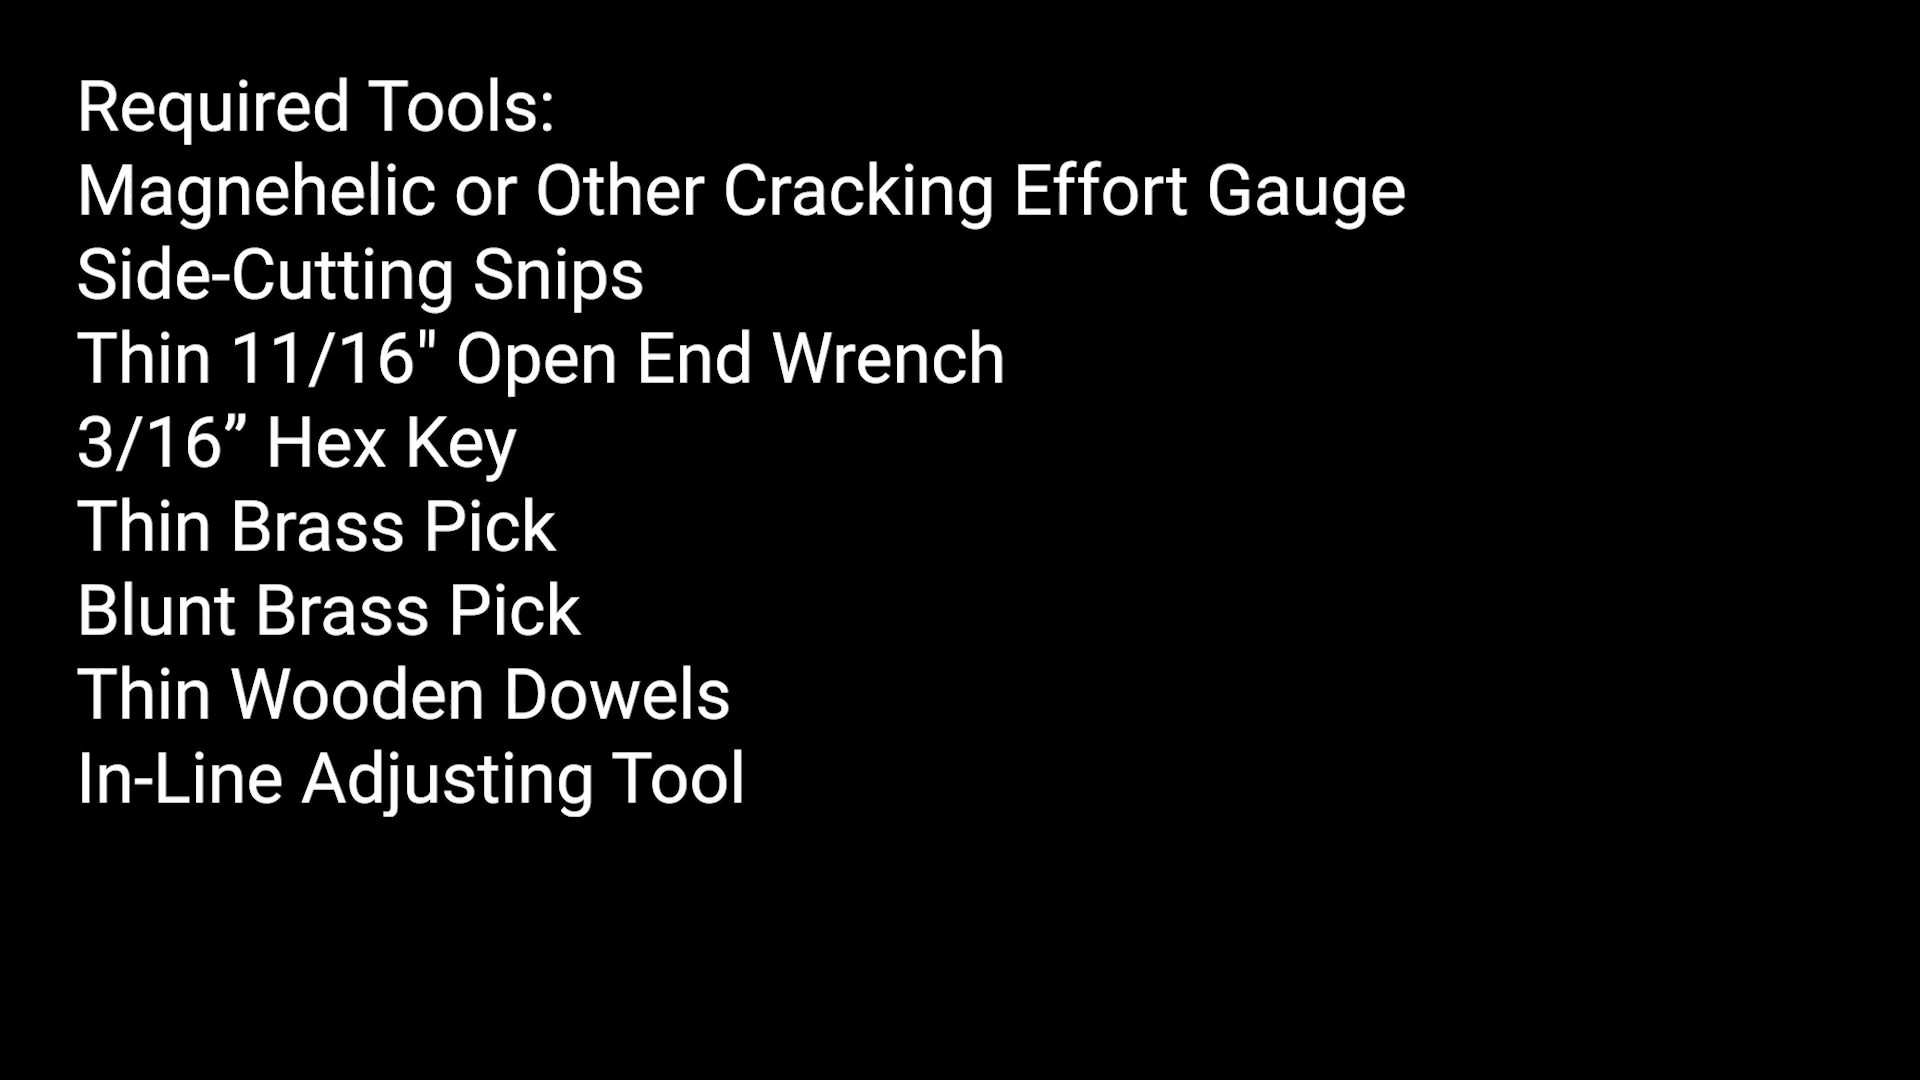 Required Tools:
Magnehelic or Other Cracking Effort Gauge
Side-Cutting Snips
Thin 11/16" Open End Wrench
3/16” Hex Key
Thin Brass Pick
Blunt Brass Pick
Thin Wooden Dowels
In-Line Adjusting Tool